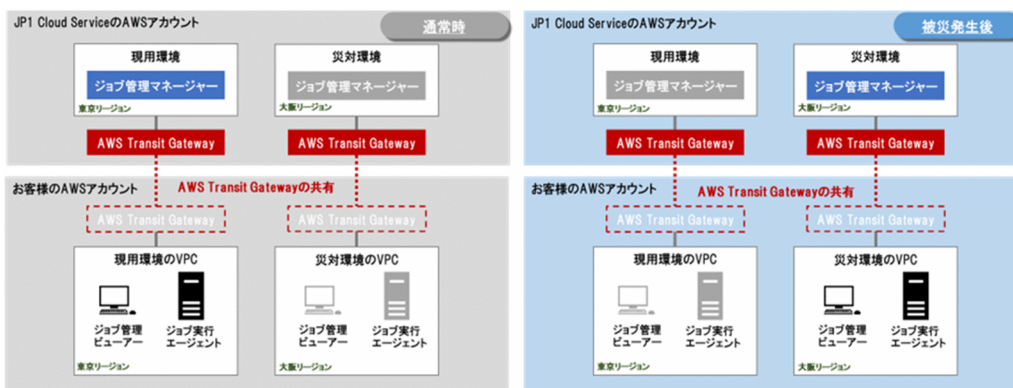 JP1 Cloud ServiceのAWSアカウント
通常時
現用環境
ジョブ管理マネージャー
東京リージョン
災対環境
ジョブ管理マネージャー
大阪リージョン
AWS Transit Gateway
AWS Transit Gateway
お客様のAWSアカウント
AWS Transit Gatewayの共有
AWS Transit Gateway
AWS Transit Gateway
現用環境のVPC
ジョブ管理
ビューアー
ジョブ実行
エージェント
東京リージョン
災対環境のVPC
ジョブ管理
ビューアー
ジョブ実行
エージェント
大阪リージョン
JP1 Cloud ServiceのAWSアカウント
被災発生後
現用環境
ジョブ管理マネージャー
東京リージョン
災対環境
ジョブ管理マネージャー
大阪リージョン
AWS Transit Gateway
AWS Transit Gateway
お客様のAWSアカウント
AWS Transit Gatewayの共有
AWS Transit Gateway
AWS Transit Gateway
現用環境のVPC
ジョブ管理
ビューアー
ジョブ実行
エージェント
東京リージョン
災対環境のVPC
ジョブ管理
ビューアー
ジョブ実行
エージェント
大阪リージョン